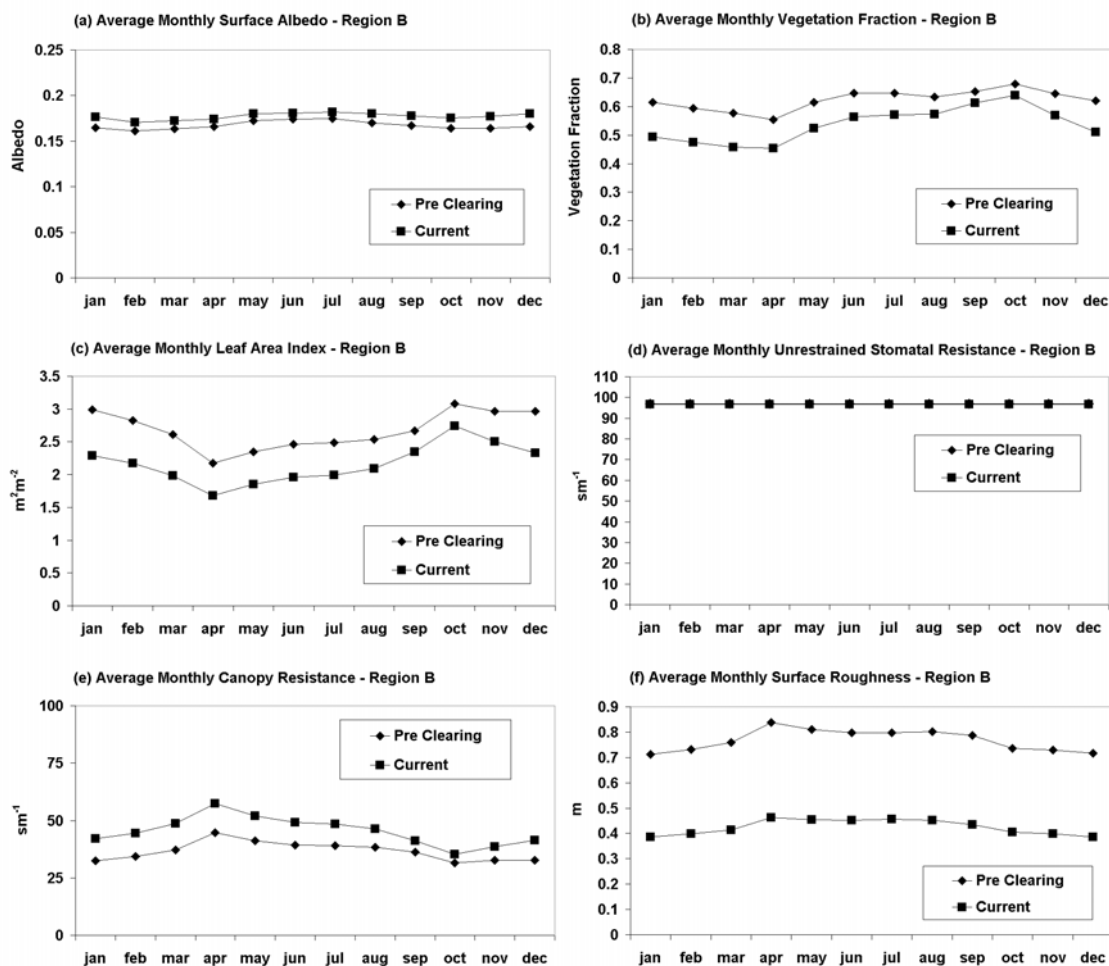 (a) Average Monthly Surface Albedo - Region B
0.25
0.2
0.15
0.1
0.05
0
Albedo
Pre Clearing
Current
jan feb mar apr may jun jul aug sep oct nov dec
(b) Average Monthly Vegetation Fraction - Region B
0.8
0.7
0.6
0.5
0.4
0.3
0.2
0.1
0
Vegetation Fraction
Pre Clearing
Current
jan feb mar apr may jun jul aug sep oct nov dec
(c) Average Monthly Leaf Area Index - Region B
3.5
3
2.5
2
1.5
1
0.5
0
m²m⁻²
Pre Clearing
Current
jan feb mar apr may jun jul aug sep oct nov dec
(d) Average Monthly Unrestrained Stomatal Resistance - Region B
110
100
90
80
70
60
50
40
30
20
10
0
sm⁻¹
Pre Clearing
Current
jan feb mar apr may jun jul aug sep oct nov dec
(e) Average Monthly Canopy Resistance - Region B
100
75
50
25
0
sm⁻¹
Pre Clearing
Current
jan feb mar apr may jun jul aug sep oct nov dec
(f) Average Monthly Surface Roughness - Region B
0.9
0.8
0.7
0.6
0.5
0.4
0.3
0.2
0.1
0
m
Pre Clearing
Current
jan feb mar apr may jun jul aug sep oct nov dec